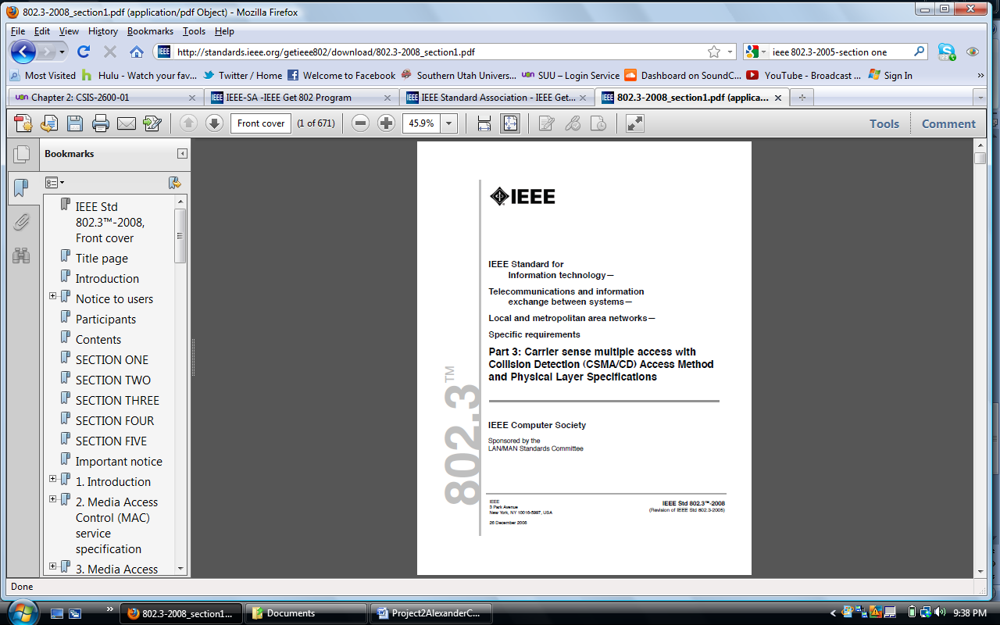 802.3-2008_section1.pdf (application/pdf Object) - Mozilla Firefox
File Edit View History Bookmarks Tools Help
http://standards.ieee.org/getieee802/download/802.3-2008_section1.pdf
ieee 802.3-2005-section one
Most Visited
Hulu - Watch your fav...
Twitter / Home
Welcome to Facebook
Southern Utah Univers...
SUU – Login Service
Dashboard on SoundC...
YouTube - Broadcast ...
Sign In
Chapter 2: CSIS-2600-01
IEEE-SA -IEEE Get 802 Program
IEEE Standard Association - IEEE Get...
802.3-2008_section1.pdf (applica...
Front cover
(1 of 671)
45.9%
Tools
Comment
Bookmarks
IEEE Std
802.3™-2008,
Front cover
Title page
Introduction
Notice to users
Participants
Contents
SECTION ONE
SECTION TWO
SECTION THREE
SECTION FOUR
SECTION FIVE
Important notice
1. Introduction
2. Media Access
Control (MAC)
service
specification
3. Media Access
IEEE
IEEE Standard for
Information technology—
Telecommunications and information
exchange between systems—
Local and metropolitan area networks—
Specific requirements
Part 3: Carrier sense multiple access with
Collision Detection (CSMA/CD) Access Method
and Physical Layer Specifications
802.3™
IEEE Computer Society
Sponsored by the
LAN/MAN Standards Committee
IEEE
3 Park Avenue
New York, NY 10016-5997, USA
26 December 2008
IEEE Std 802.3™-2008
(Revision of IEEE Std 802.3-2005)
Done
802.3-2008_section1...
Documents
Project2AlexanderC...
9:38 PM